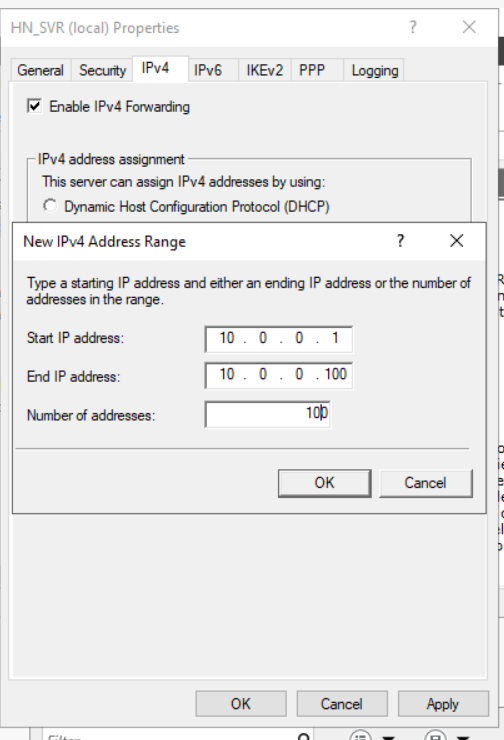 HN_SVR (local) Properties
?
General Security IPv4 IPv6 IKEv2 PPP Logging
Enable IPv4 Forwarding
IPv4 address assignment
This server can assign IPv4 addresses by using:
Dynamic Host Configuration Protocol (DHCP)
New IPv4 Address Range
?
Type a starting IP address and either an ending IP address or the number of
addresses in the range.
Start IP address: 10 . 0 . 0 . 1
End IP address: 10 . 0 . 0 . 100
Number of addresses: 100
OK Cancel
OK Cancel Apply